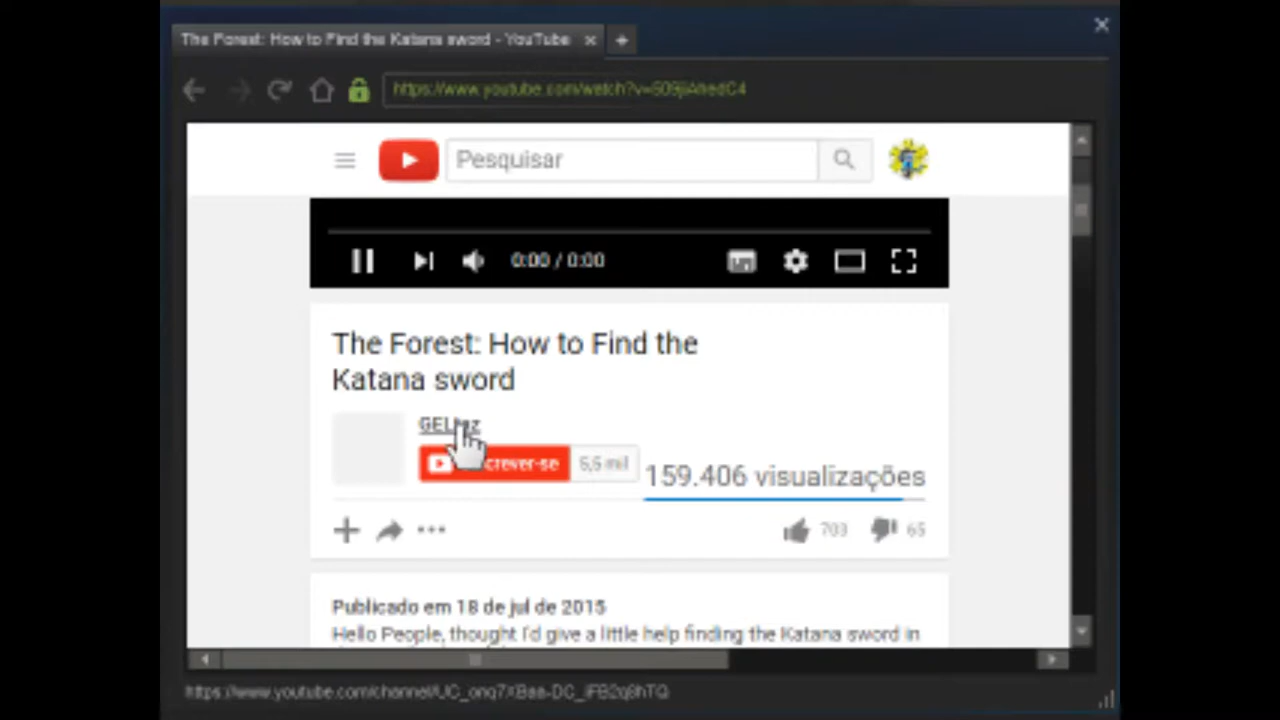 The Forest: How to Find the Katana sword - YouTube
Pesquisar
0:00 / 0:00
The Forest: How to Find the
Katana sword
crever-se
5,5 mil
159.406 visualizações
703
65
Publicado em 18 de jul de 2015
Hello People, thought I'd give a little help finding the Katana sword in